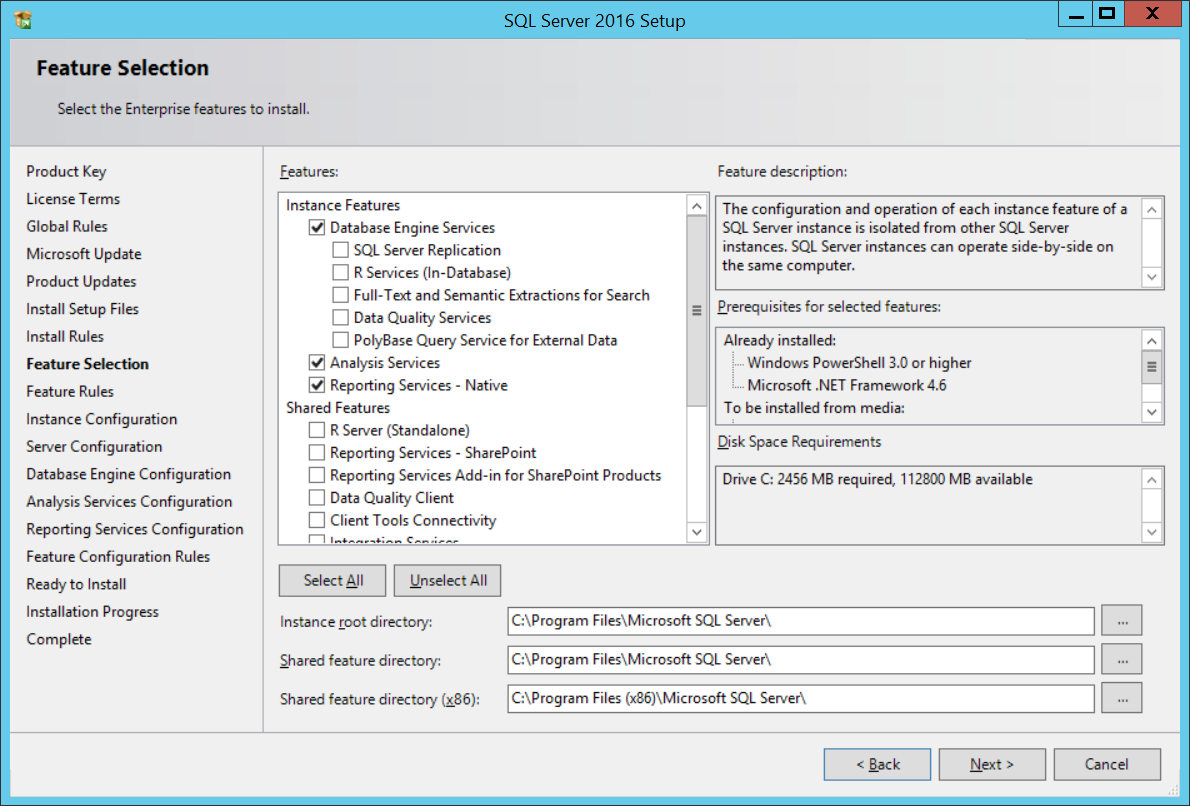 SQL Server 2016 Setup
Feature Selection
Select the Enterprise features to install.
Product Key
License Terms
Global Rules
Microsoft Update
Product Updates
Install Setup Files
Install Rules
Feature Selection
Feature Rules
Instance Configuration
Server Configuration
Database Engine Configuration
Analysis Services Configuration
Reporting Services Configuration
Feature Configuration Rules
Ready to Install
Installation Progress
Complete
Features:
Instance Features
Database Engine Services
SQL Server Replication
R Services (In-Database)
Full-Text and Semantic Extractions for Search
Data Quality Services
PolyBase Query Service for External Data
Analysis Services
Reporting Services - Native
Shared Features
R Server (Standalone)
Reporting Services - SharePoint
Reporting Services Add-in for SharePoint Products
Data Quality Client
Client Tools Connectivity
Integration Services
Feature description:
The configuration and operation of each instance feature of a
SQL Server instance is isolated from other SQL Server
instances. SQL Server instances can operate side-by-side on
the same computer.
Prerequisites for selected features:
Already installed:
Windows PowerShell 3.0 or higher
Microsoft .NET Framework 4.6
To be installed from media:
Disk Space Requirements
Drive C: 2456 MB required, 112800 MB available
Select All
Unselect All
Instance root directory:
C:\Program Files\Microsoft SQL Server\
...
Shared feature directory:
C:\Program Files\Microsoft SQL Server\
...
Shared feature directory (x86):
C:\Program Files (x86)\Microsoft SQL Server\
...
< Back
Next >
Cancel